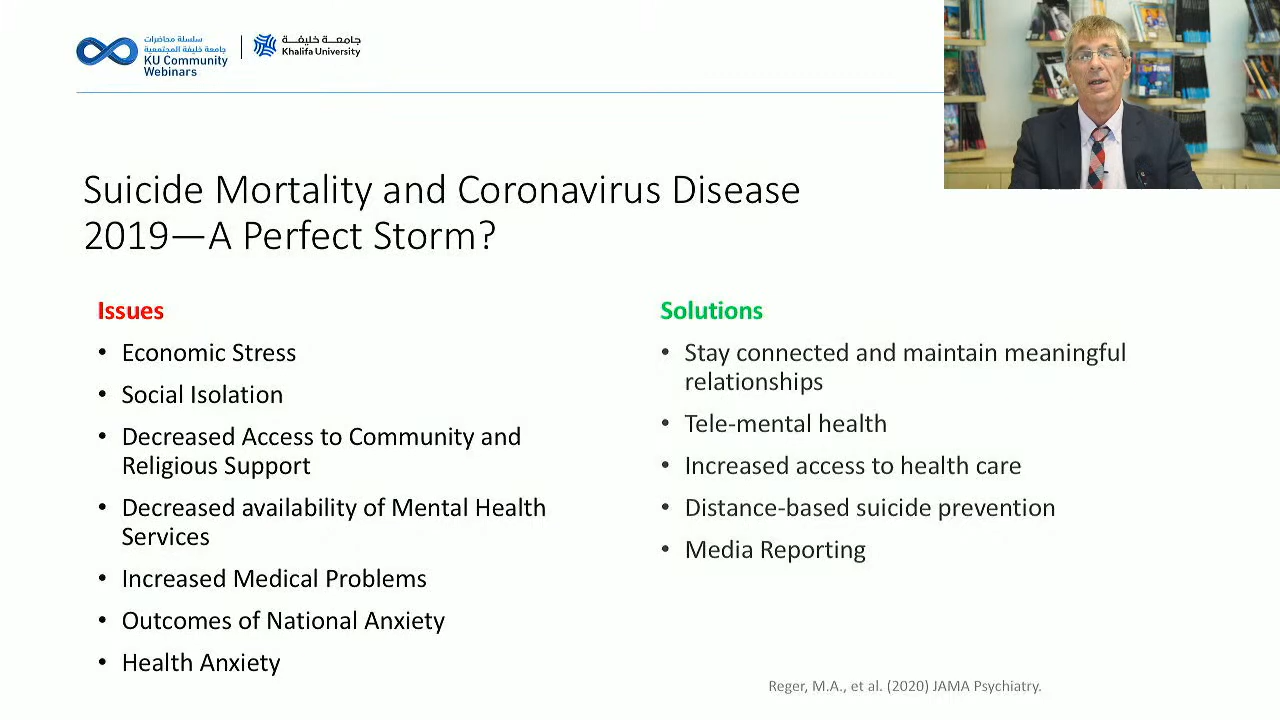 سلسلة محاضرات
جامعة خليفة المجتمعية
KU Community
Webinars
جامعــة خليفــة
Khalifa University
Suicide Mortality and Coronavirus Disease
2019—A Perfect Storm?
Issues
• Economic Stress
• Social Isolation
• Decreased Access to Community and
Religious Support
• Decreased availability of Mental Health
Services
• Increased Medical Problems
• Outcomes of National Anxiety
• Health Anxiety
Solutions
• Stay connected and maintain meaningful
relationships
• Tele-mental health
• Increased access to health care
• Distance-based suicide prevention
• Media Reporting
Reger, M.A., et al. (2020) JAMA Psychiatry.